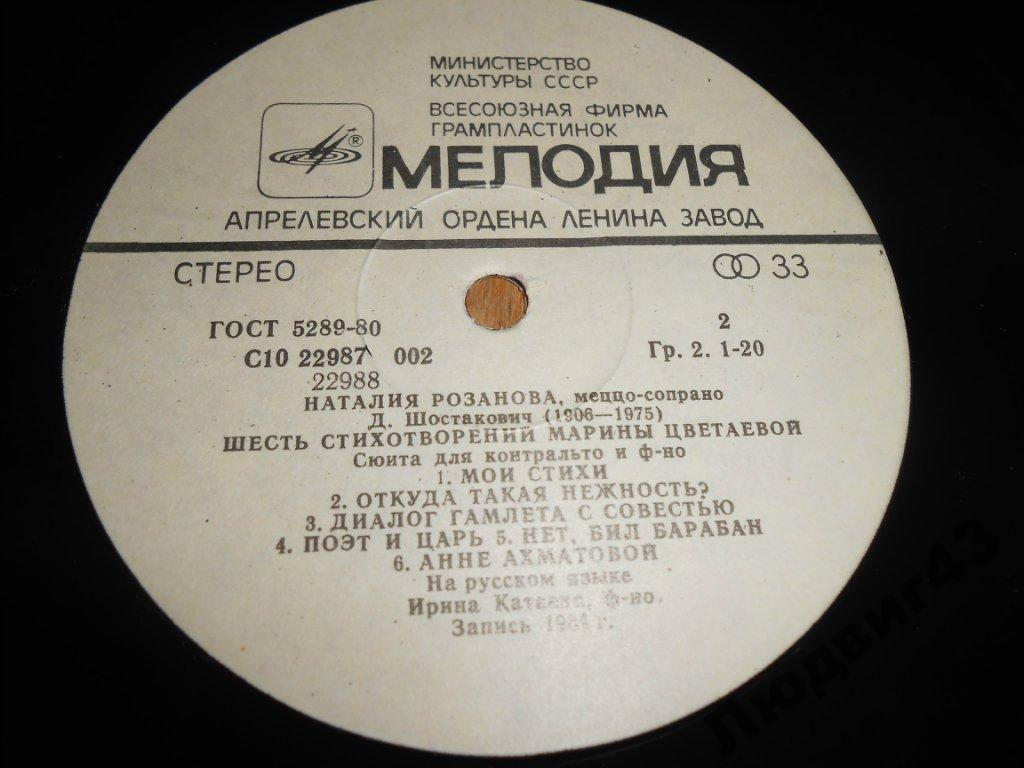 МИНИСТЕРСТВО
КУЛЬТУРЫ СССР
ВСЕСОЮЗНАЯ ФИРМА
ГРАМПЛАСТИНОК
®
МЕЛОДИЯ
АПРЕЛЕВСКИЙ ОРДЕНА ЛЕНИНА ЗАВОД
СТЕРЕО 33
ГОСТ 5289-80 2
С10 22987 002 Гр. 2. 1-20
22988
НАТАЛИЯ РОЗАНОВА, меццо-сопрано
Д. Шостакович (1906—1975)
ШЕСТЬ СТИХОТВОРЕНИЙ МАРИНЫ ЦВЕТАЕВОЙ
Сюита для контральто и ф-но
1. МОИ СТИХИ
2. ОТКУДА ТАКАЯ НЕЖНОСТЬ?
3. ДИАЛОГ ГАМЛЕТА С СОВЕСТЬЮ
4. ПОЭТ И ЦАРЬ 5. НЕТ, БИЛ БАРАБАН
6. АННЕ АХМАТОВОЙ
На русском языке
Ирина Катаева, ф-но.
Запись 1984 г.
Людвиг43